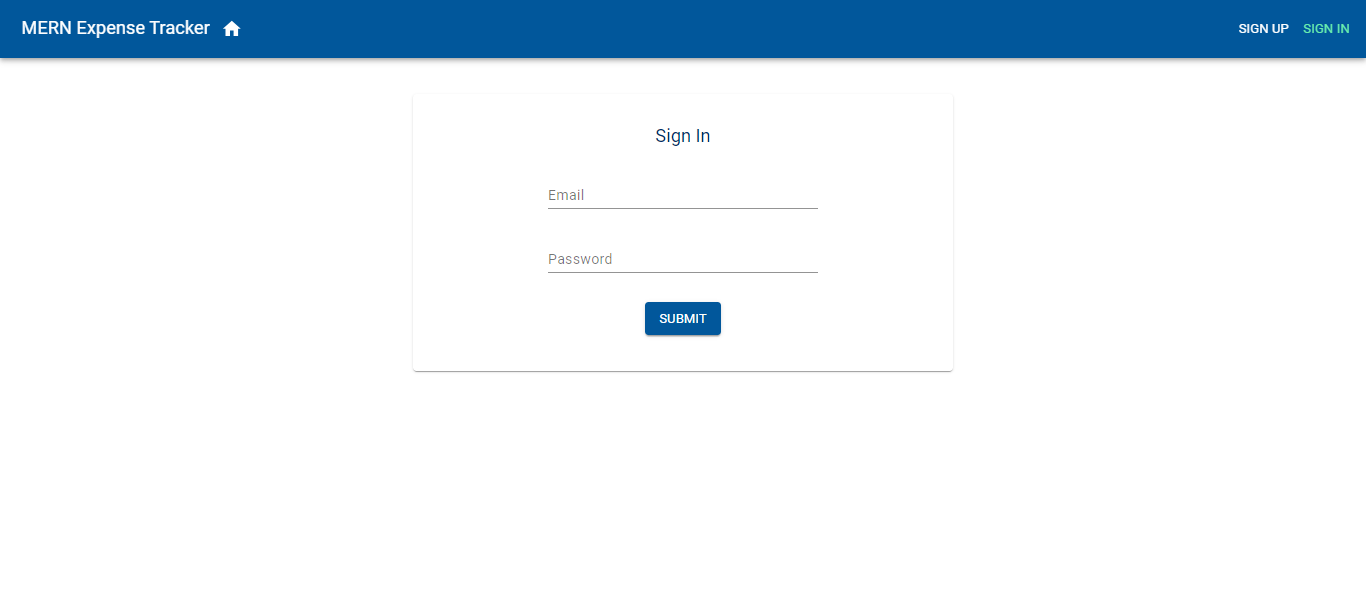 MERN Expense Tracker
SIGN UP
SIGN IN
Sign In
Email
Password
SUBMIT